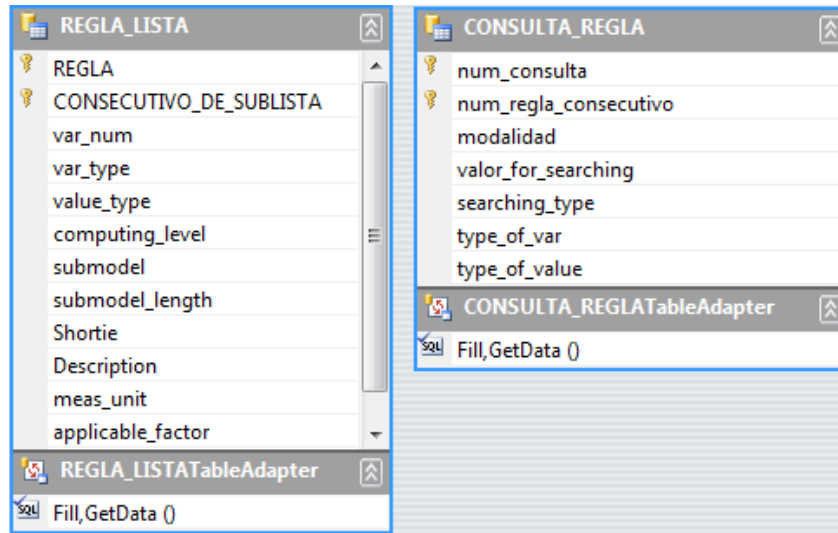 REGLA_LISTA
REGLA
CONSECUTIVO_DE_SUBLISTA
var_num
var_type
value_type
computing_level
submodel
submodel_length
Shortie
Description
meas_unit
applicable_factor
REGLA_LISTATableAdapter
SQL Fill,GetData ()
CONSULTA_REGLA
num_consulta
num_regla_consecutivo
modalidad
valor_for_searching
searching_type
type_of_var
type_of_value
CONSULTA_REGLATableAdapter
SQL Fill,GetData ()